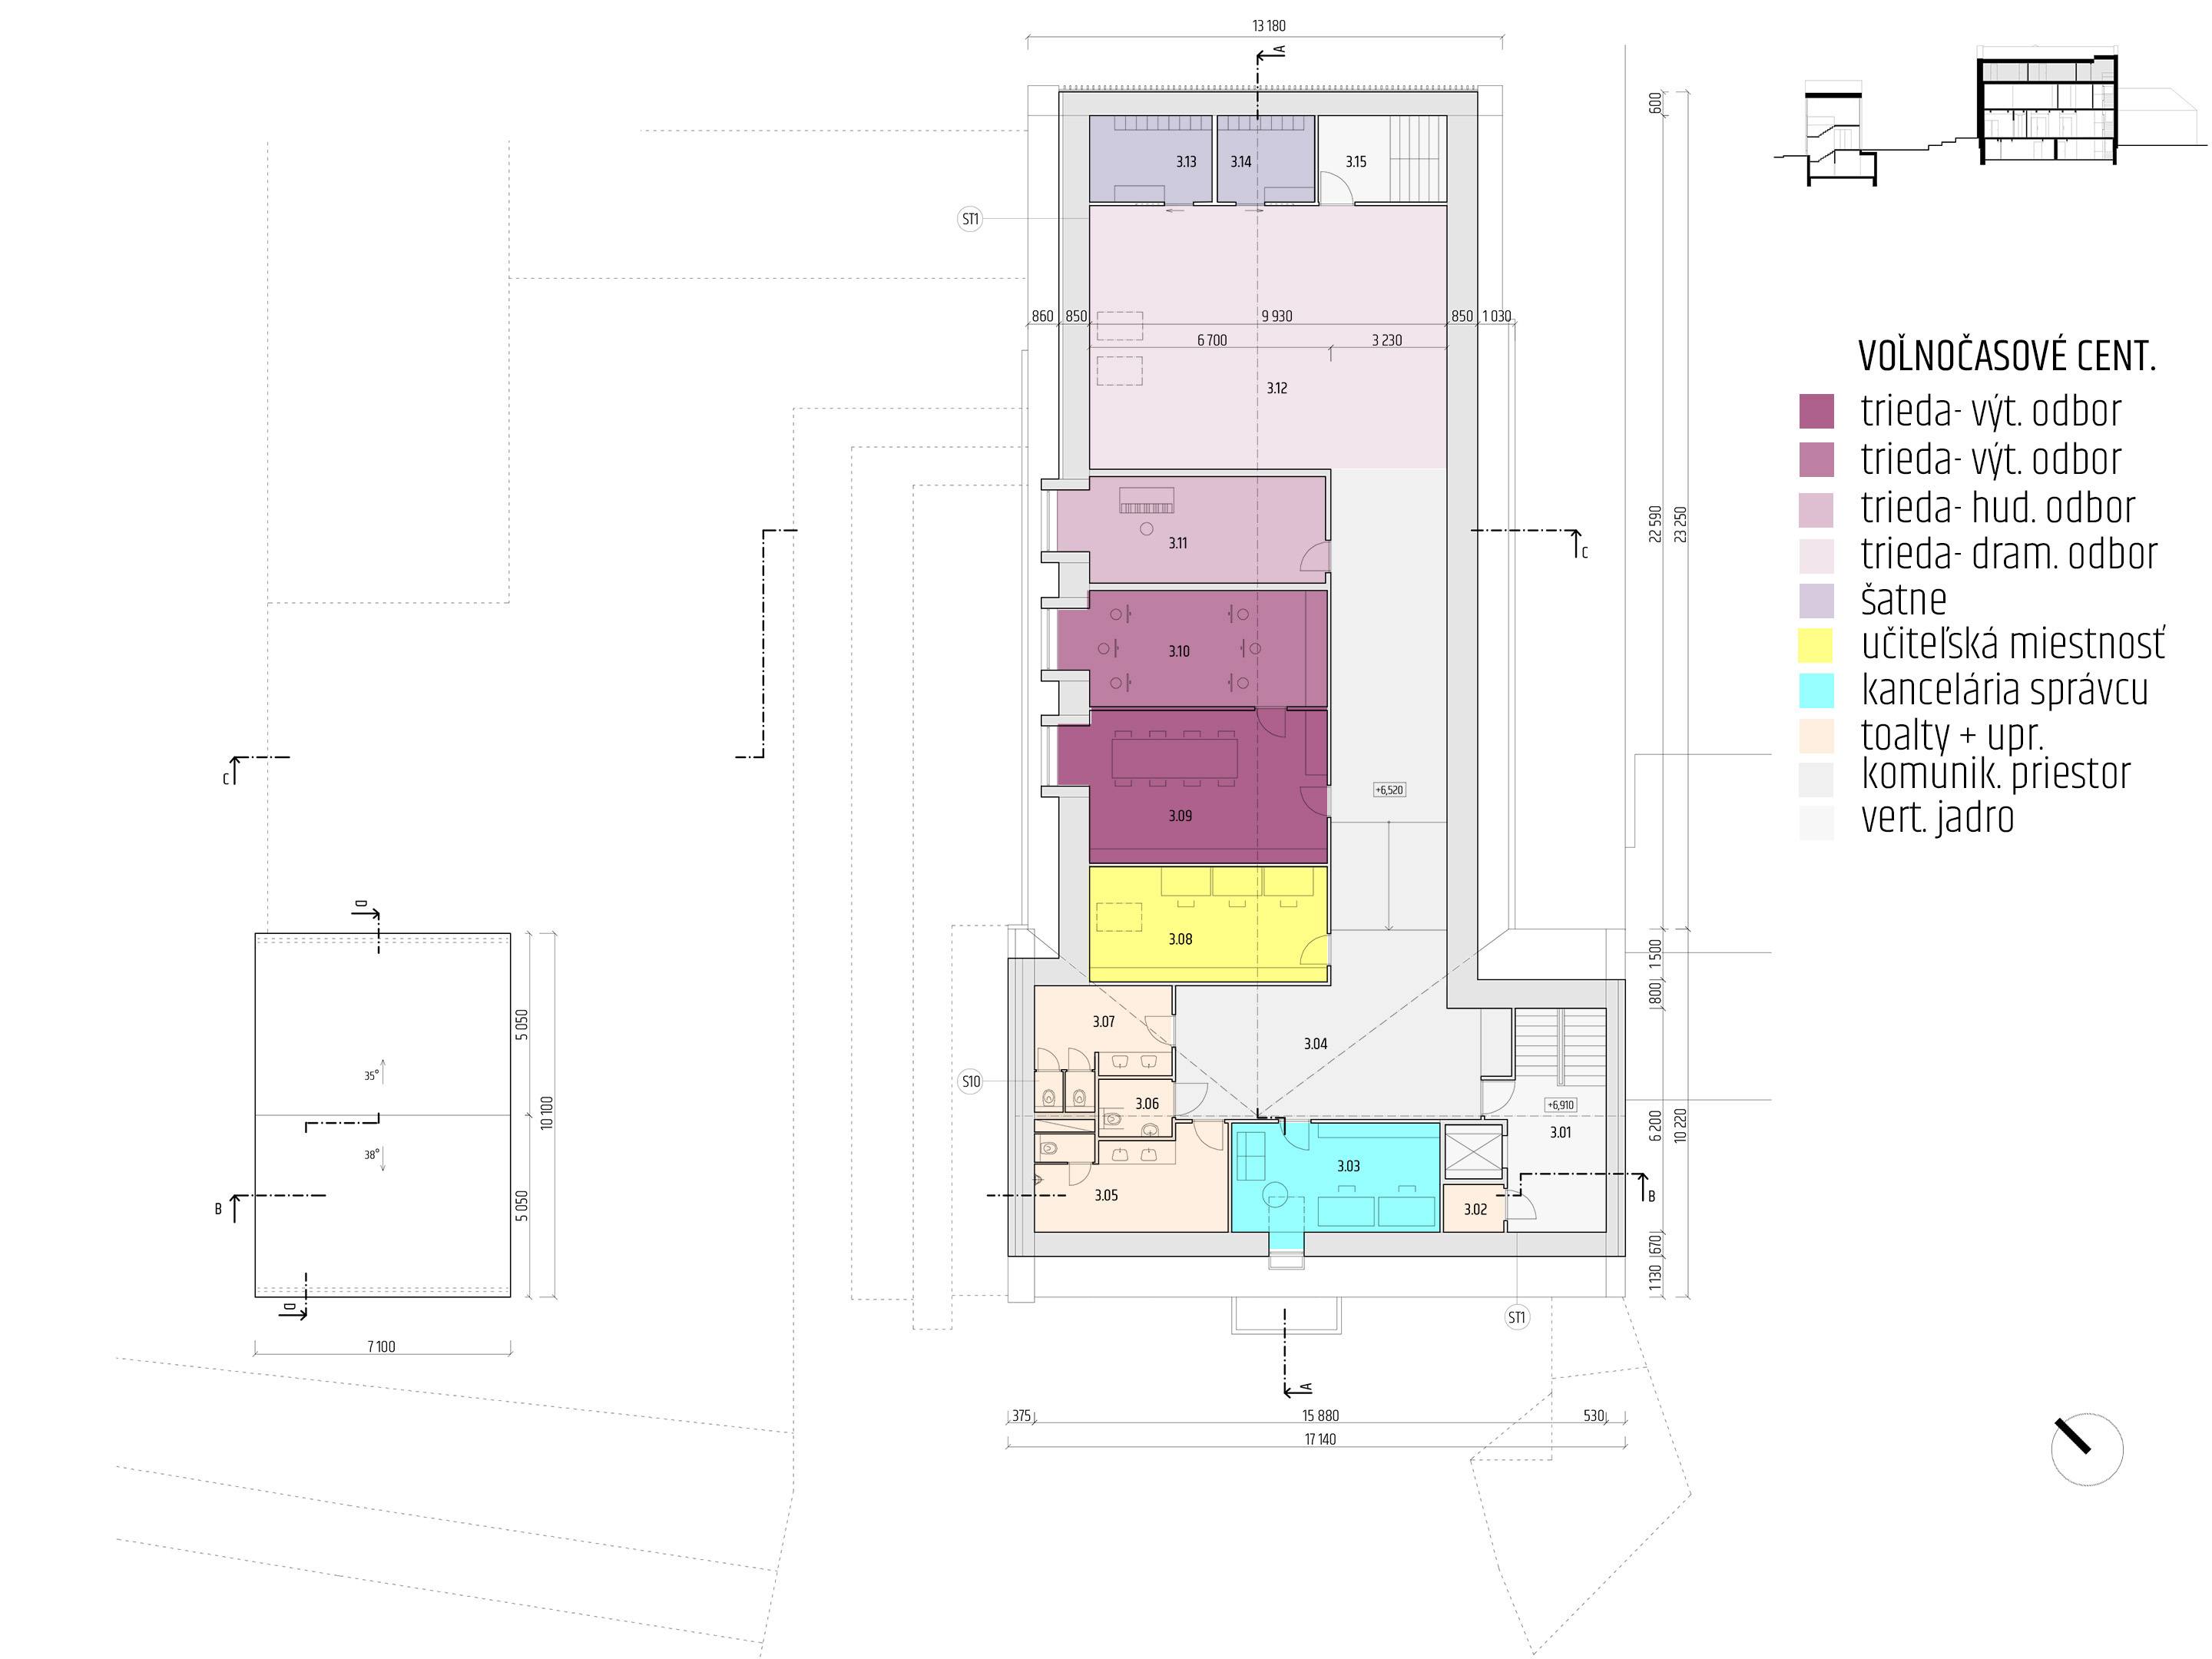 13 180
A
600
3.13
3.14
3.15
ST1
860
850
9 930
850
1 030
6 700
3 230
3.12
VOĽNOČASOVÉ CENT.
trieda- výt. odbor
trieda- výt. odbor
trieda- hud. odbor
trieda- dram. odbor
šatne
učiteľská miestnosť
kancelária správcu
toalty + upr.
komunik. priestor
vert. jadro
22 590
23 250
3.11
C
3.10
C
+6,520
3.09
D
3.08
1 500
800
5 050
3.07
3.04
35°
S10
3.06
+6,910
10 100
3.01
6 200
10 220
38°
3.03
3.05
3.02
B
B
5 050
670
1 130
D
ST1
7 100
A
375
15 880
530
17 140